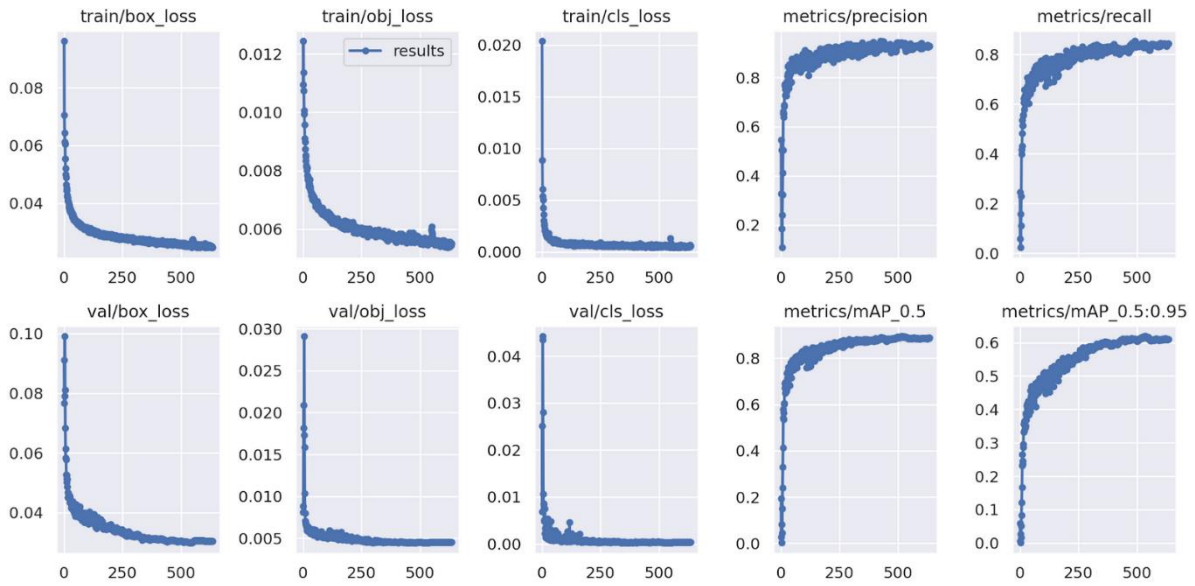 train/box_loss
train/obj_loss
train/cls_loss
metrics/precision
metrics/recall
results
0.08
0.06
0.04
0 250 500
0.012
0.010
0.008
0.006
0 250 500
0.020
0.015
0.010
0.005
0.000
0 250 500
0.8
0.6
0.4
0.2
0 250 500
0.8
0.6
0.4
0.2
0.0
0 250 500
val/box_loss
val/obj_loss
val/cls_loss
metrics/mAP_0.5
metrics/mAP_0.5:0.95
0.10
0.08
0.06
0.04
0 250 500
0.030
0.025
0.020
0.015
0.010
0.005
0 250 500
0.04
0.03
0.02
0.01
0.00
0 250 500
0.8
0.6
0.4
0.2
0.0
0 250 500
0.6
0.5
0.4
0.3
0.2
0.1
0.0
0 250 500